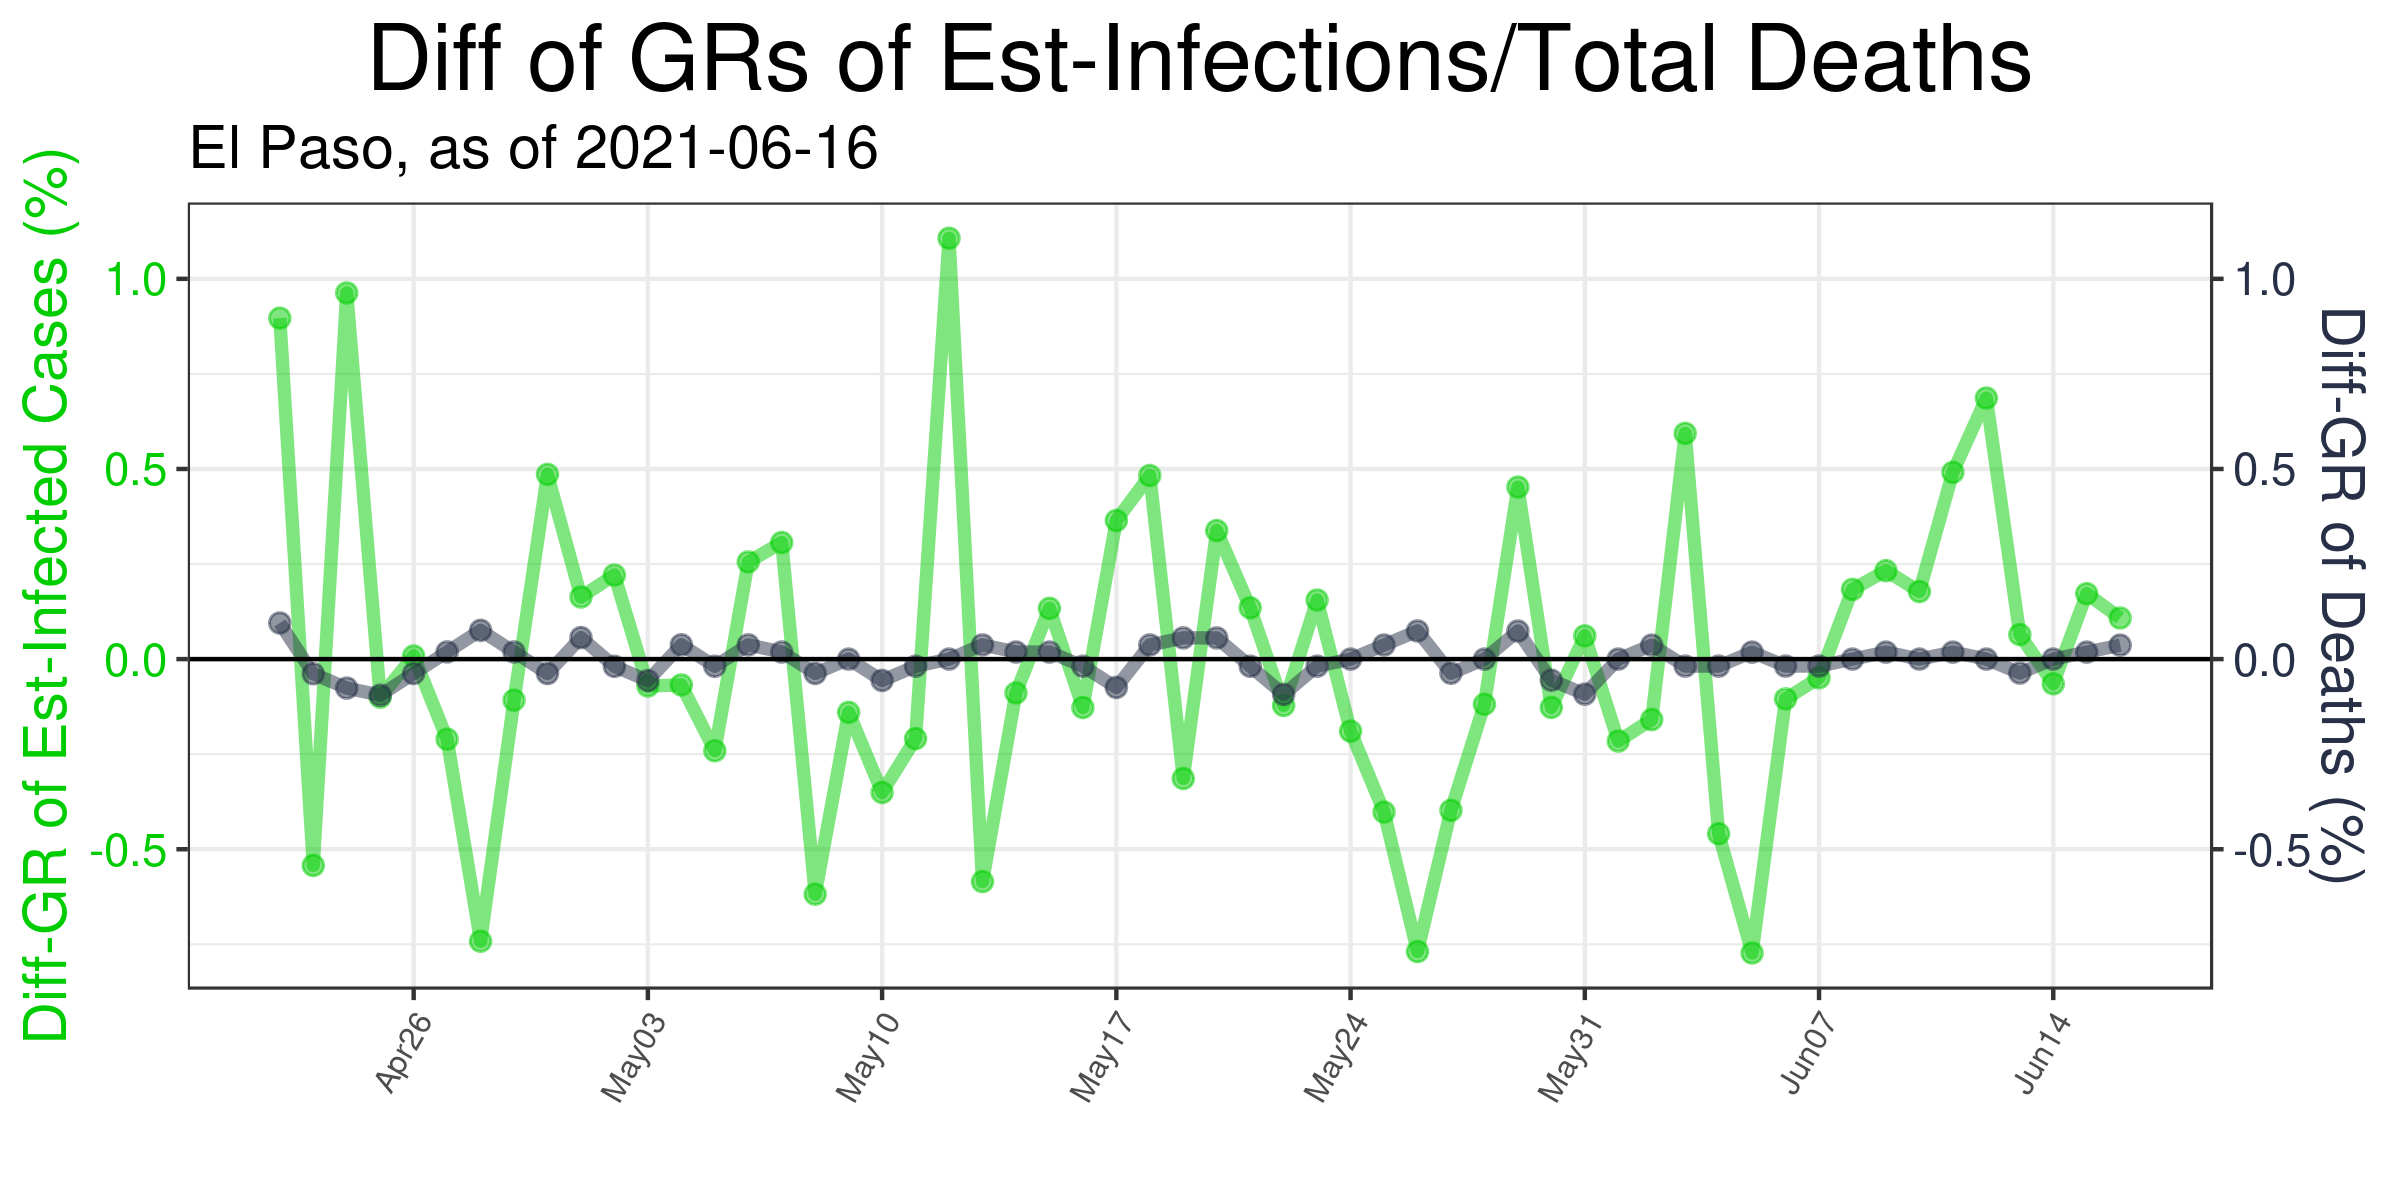 Diff of GRs of Est-Infections/Total Deaths
El Paso, as of 2021-06-16
Diff-GR of Est-Infected Cases (%)
1.0
0.5
0.0
-0.5
1.0
0.5
0.0
-0.5
Diff-GR of Deaths (%)
Apr26
May03
May10
May17
May24
May31
Jun07
Jun14